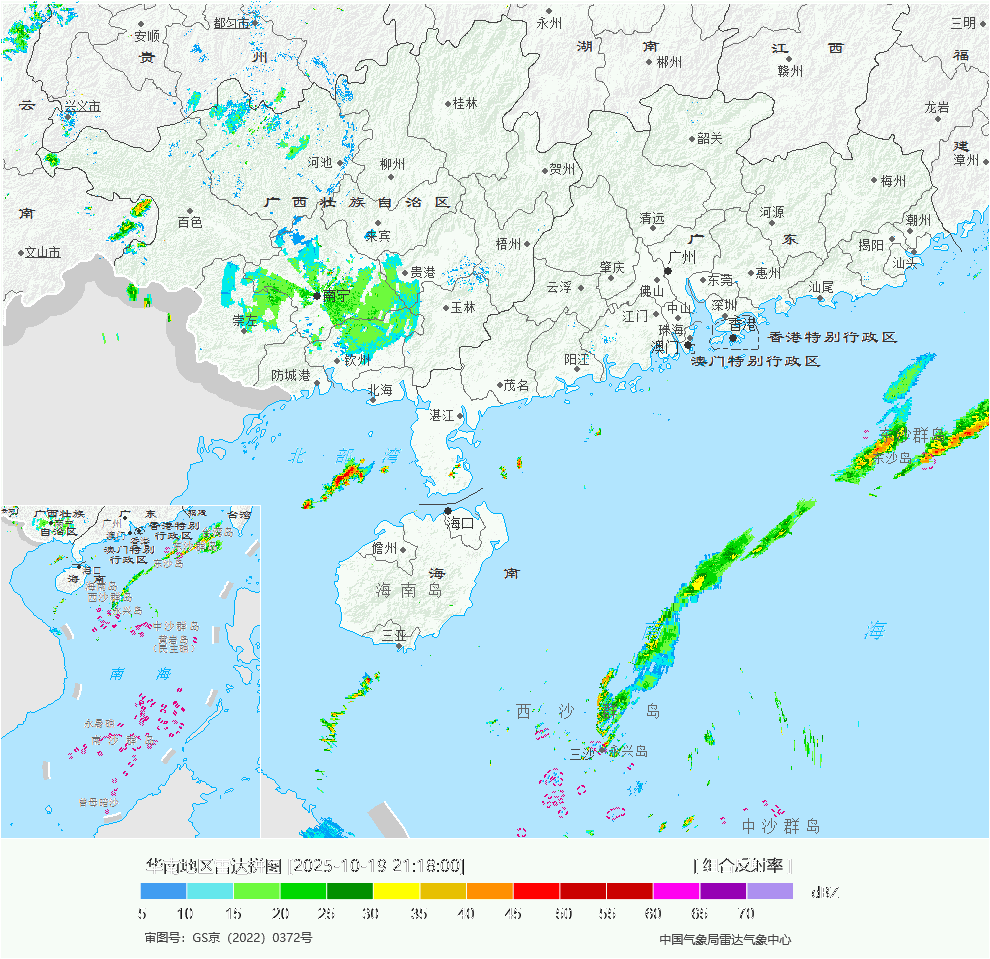 永州
三明
都匀市
安顺
湖 南
江 西
贵 州
郴州
赣州
福
云
兴义市
桂林
龙岩
韶关
建
漳州
河池
柳州
贺州
梅州
广西壮族自治区
南
百色
来宾
梧州
清远
广 东
河源
潮州
揭阳
汕头
文山市
贵港
肇庆
广州
惠州
东莞
南宁
云浮
佛山
汕尾
玉林
中山
深圳
崇左
江门
珠海
香港
香港特别行政区
澳门
澳门特别行政区
钦州
阳江
防城港
茂名
北海
湛江
北 部 湾
东沙群岛
东沙岛
海口
儋州
海 南
海南岛
三亚
南 海
西沙群岛
三沙
永兴岛
中沙群岛
广西壮族
自治区
广 东
福建
台湾
广州
香港特别
行政区
澳门特别
行政区
东沙岛
海口
海 南
海南岛
西沙群岛
永兴岛
中沙群岛
黄岩岛
南 海
永暑礁
南沙群岛
曾母暗沙
华南地区雷达拼图 [2025-10-19 21:18:00]
[ 组合反射率 ]
dBZ
5 10 15 20 25 30 35 40 45 50 55 60 65 70
审图号：GS京（2022）0372号
中国气象局雷达气象中心